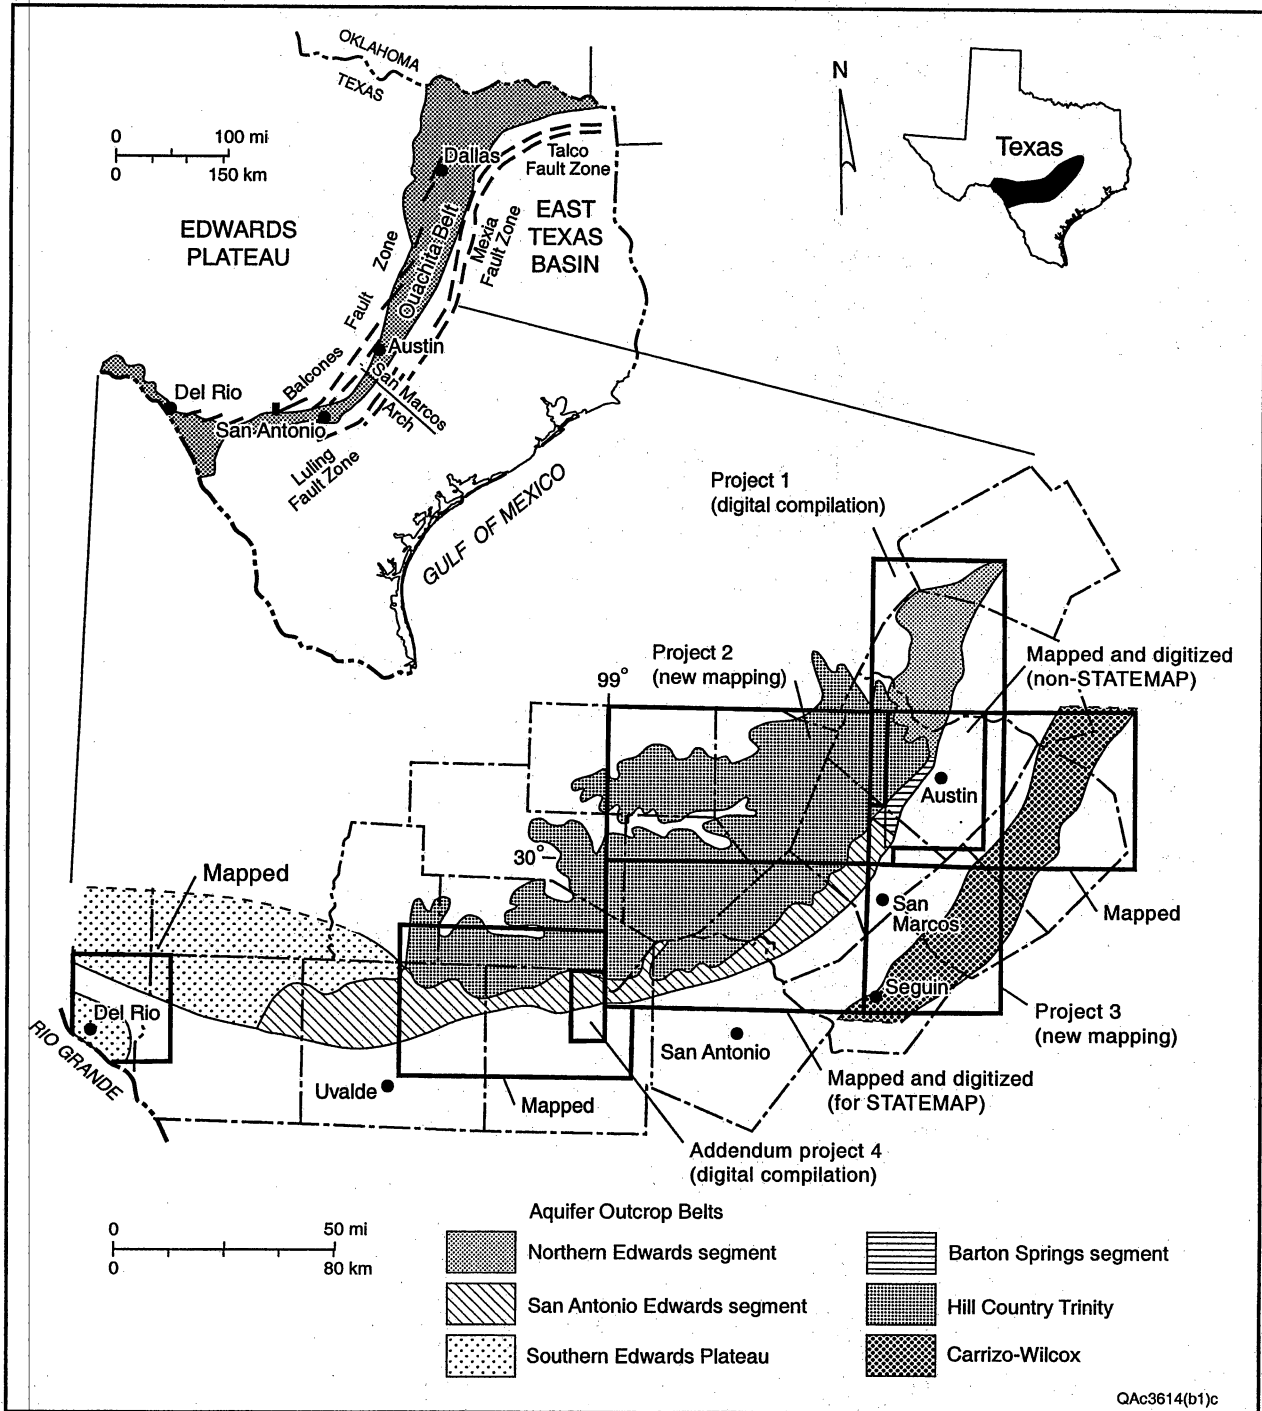 OKLAHOMA
TEXAS
N
0 100 mi
0 150 km
Dallas
Talco
Fault Zone
Texas
EDWARDS
PLATEAU
EAST
TEXAS
BASIN
Mexia
Fault Zone
Ouachita Belt
Balcones Fault Zone
Austin
San Marcos
Arch
Del Rio
San Antonio
Luling
Fault Zone
GULF OF MEXICO
Project 1
(digital compilation)
Project 2
(new mapping)
99°
Mapped and digitized
(non-STATEMAP)
Austin
30°
Mapped
San
Marcos
Mapped
Seguin
Del Rio
RIO GRANDE
Project 3
(new mapping)
San Antonio
Uvalde
Mapped
Mapped and digitized
(for STATEMAP)
Addendum project 4
(digital compilation)
0 50 mi
0 80 km
Aquifer Outcrop Belts
Northern Edwards segment
San Antonio Edwards segment
Southern Edwards Plateau
Barton Springs segment
Hill Country Trinity
Carrizo-Wilcox
QAc3614(b1)c